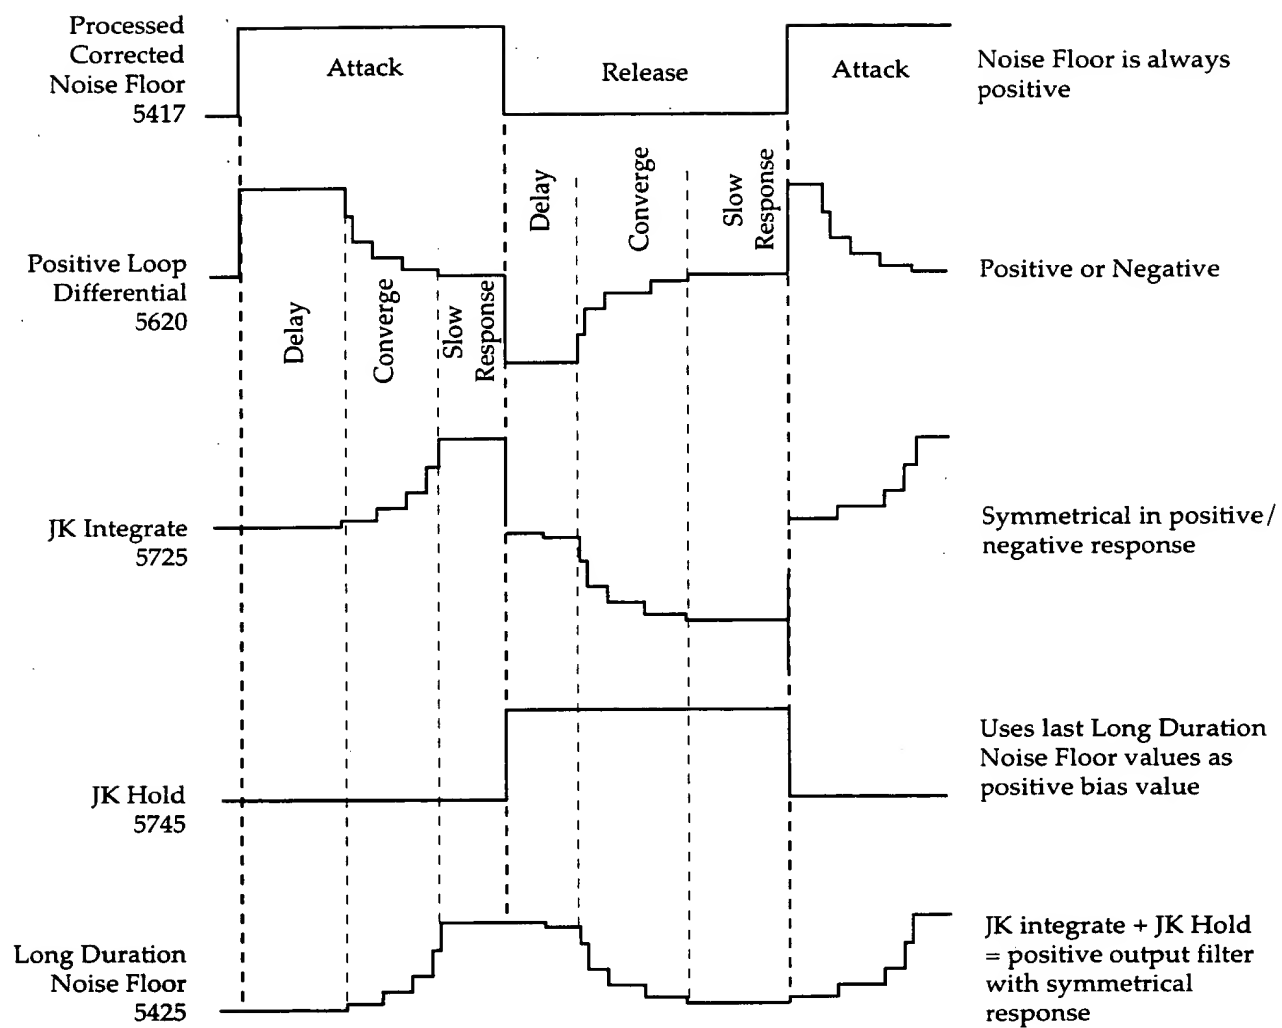 Processed
Corrected
Noise Floor
5417
Attack
Release
Attack
Noise Floor is always
positive
Delay
Converge
Slow
Response
Positive Loop
Differential
5620
Delay
Converge
Slow
Response
Positive or Negative
JK Integrate
5725
Symmetrical in positive/
negative response
JK Hold
5745
Uses last Long Duration
Noise Floor values as
positive bias value
Long Duration
Noise Floor
5425
JK integrate + JK Hold
= positive output filter
with symmetrical
response